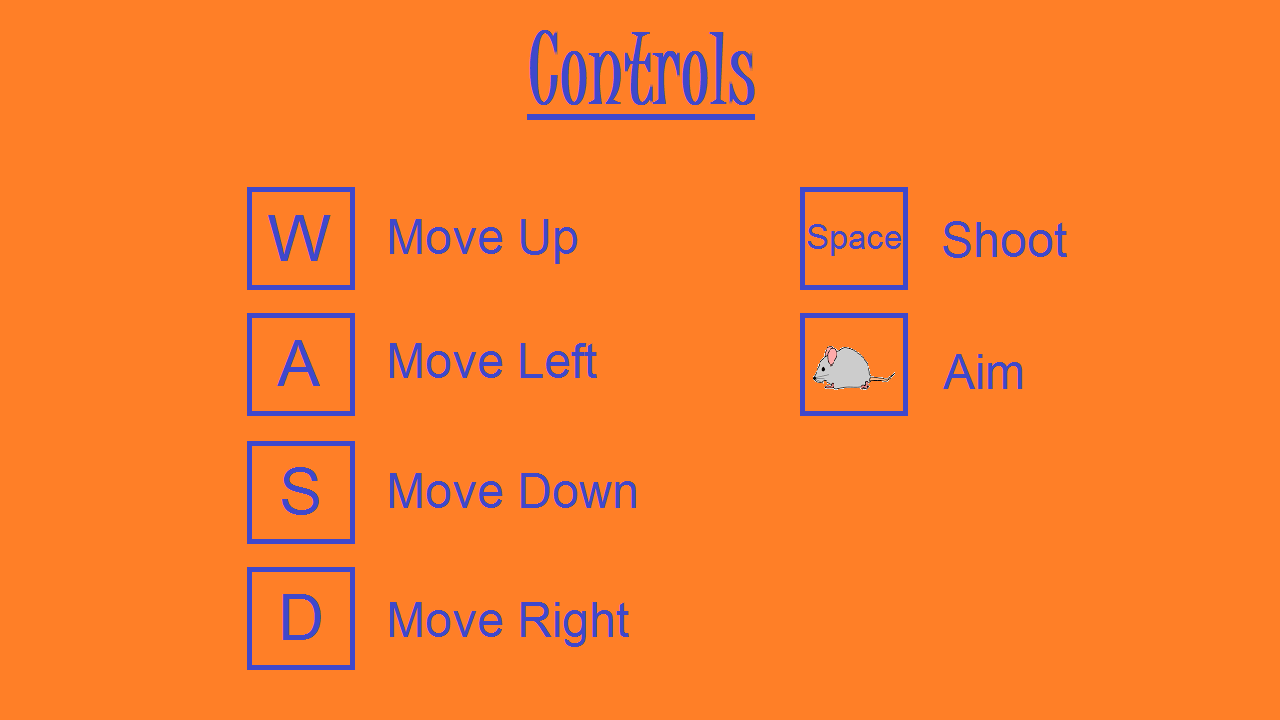 Controls
W Move Up
A Move Left
S Move Down
D Move Right
Space Shoot
Aim